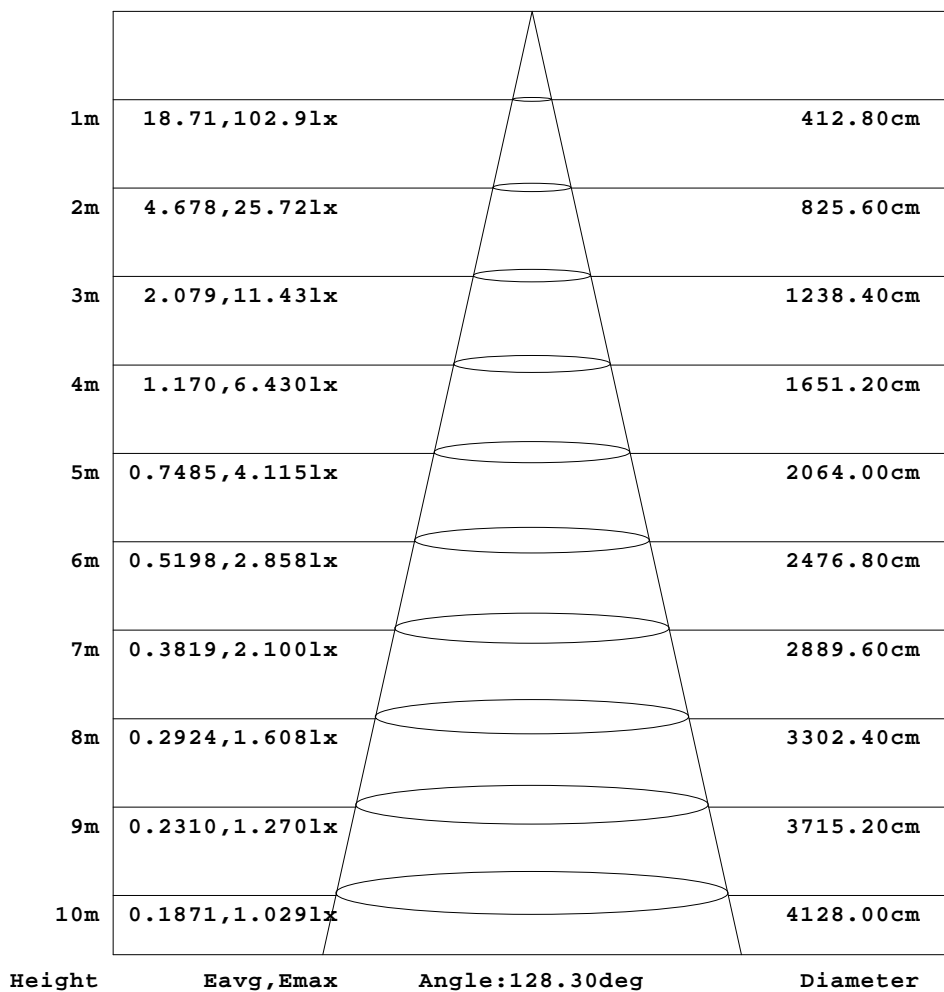 1m 18.71,102.9lx 412.80cm
2m 4.678,25.72lx 825.60cm
3m 2.079,11.43lx 1238.40cm
4m 1.170,6.430lx 1651.20cm
5m 0.7485,4.115lx 2064.00cm
6m 0.5198,2.858lx 2476.80cm
7m 0.3819,2.100lx 2889.60cm
8m 0.2924,1.608lx 3302.40cm
9m 0.2310,1.270lx 3715.20cm
10m 0.1871,1.029lx 4128.00cm
Height Eavg,Emax Angle:128.30deg Diameter